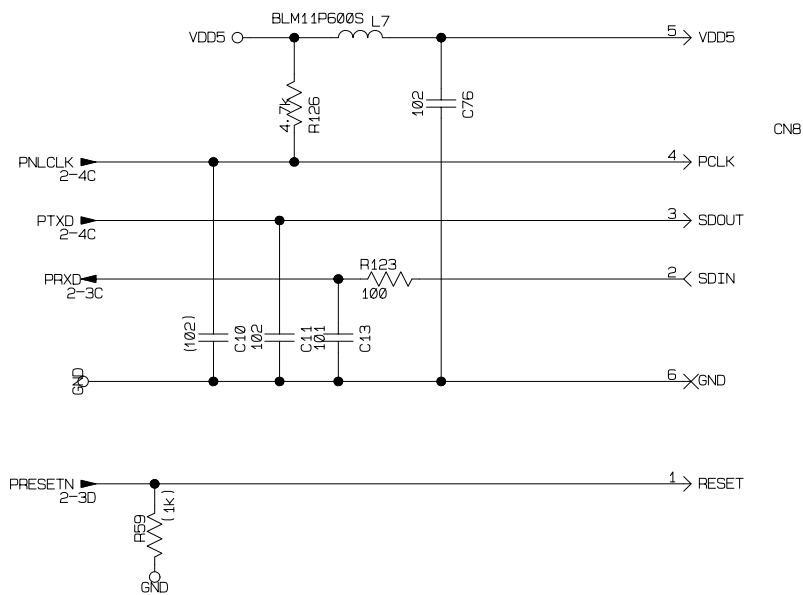 BLM11P600S L7
VDD5
5
VDD5
4.7k
R126
102
C76
CN8
PNLCLK
2-4C
4
PCLK
PTXD
2-4C
3
SDOUT
PRXD
2-3C
R123
100
2
SDIN
(102)
C10
102
C11
101
C13
GND
6
GND
PRESETN
2-3D
1
RESET
R59
(1k)
GND